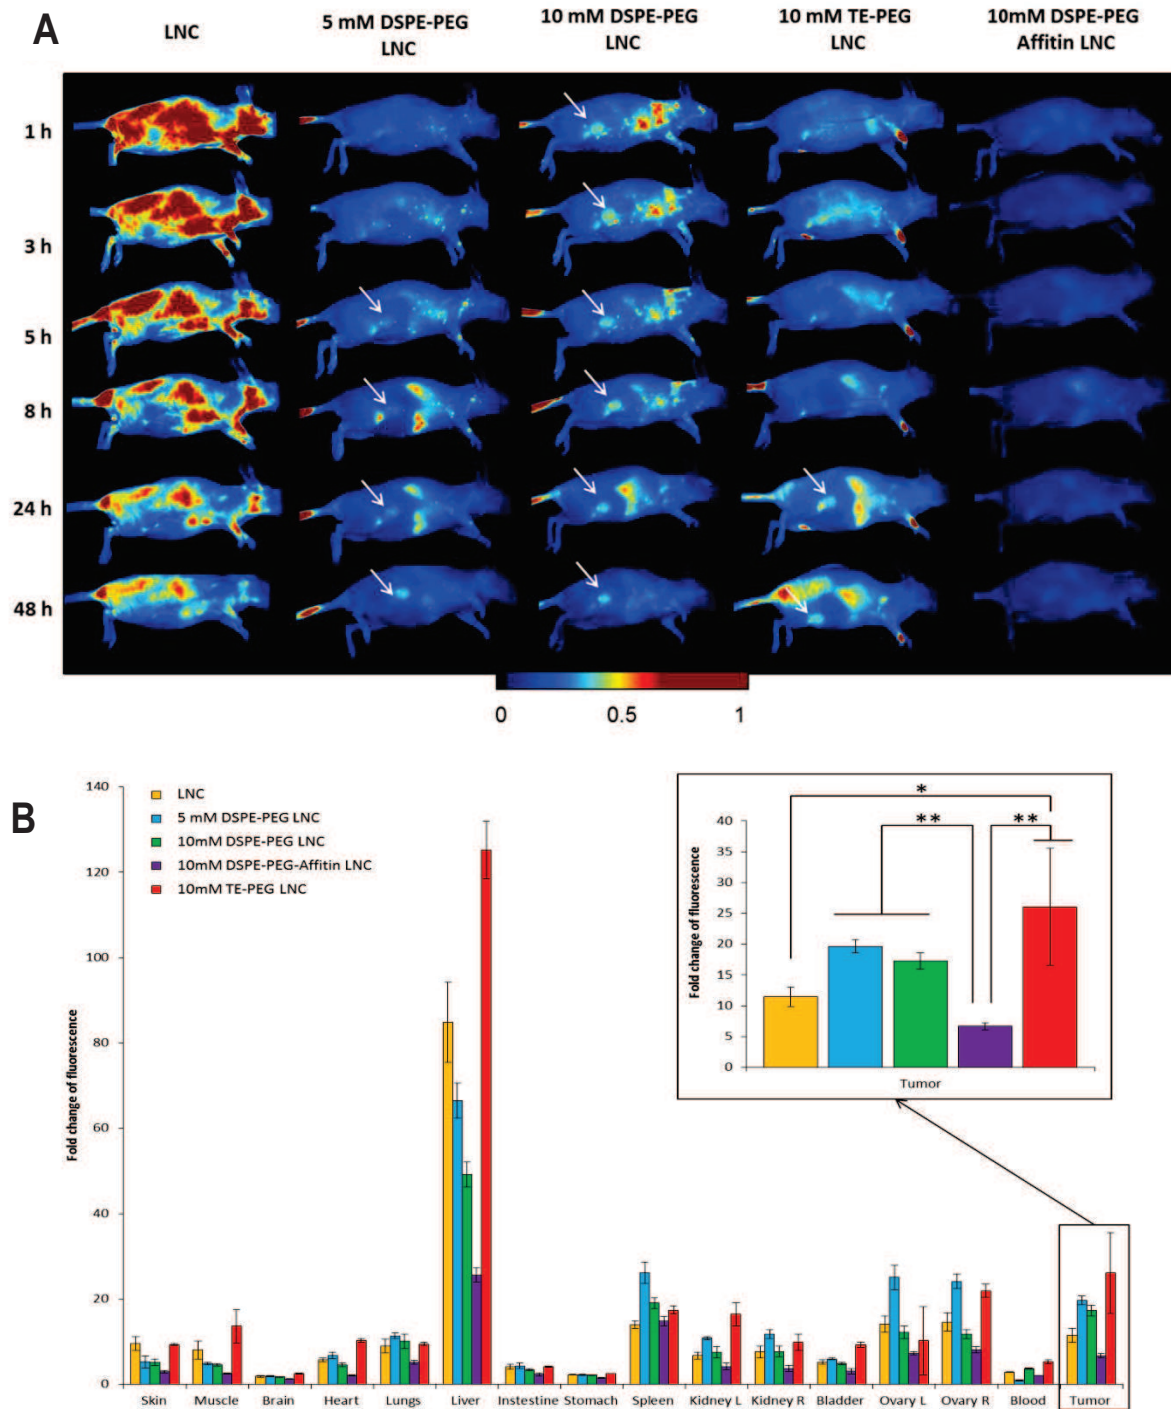 A
LNC
5 mM DSPE-PEG
LNC
10 mM DSPE-PEG
LNC
10 mM TE-PEG
LNC
10mM DSPE-PEG
Affitin LNC
1 h
3 h
5 h
8 h
24 h
48 h
0 0.5 1
B
140
120
100
80
60
40
20
0
Fold change of fluorescence
LNC
5 mM DSPE-PEG LNC
10mM DSPE-PEG LNC
10mM DSPE-PEG-Affitin LNC
10mM TE-PEG LNC
40
35
30
25
20
15
10
5
0
Fold change of fluorescence
*
** **
Tumor
Skin Muscle Brain Heart Lungs Liver Instestine Stomach Spleen Kidney L Kidney R Bladder Ovary L Ovary R Blood Tumor